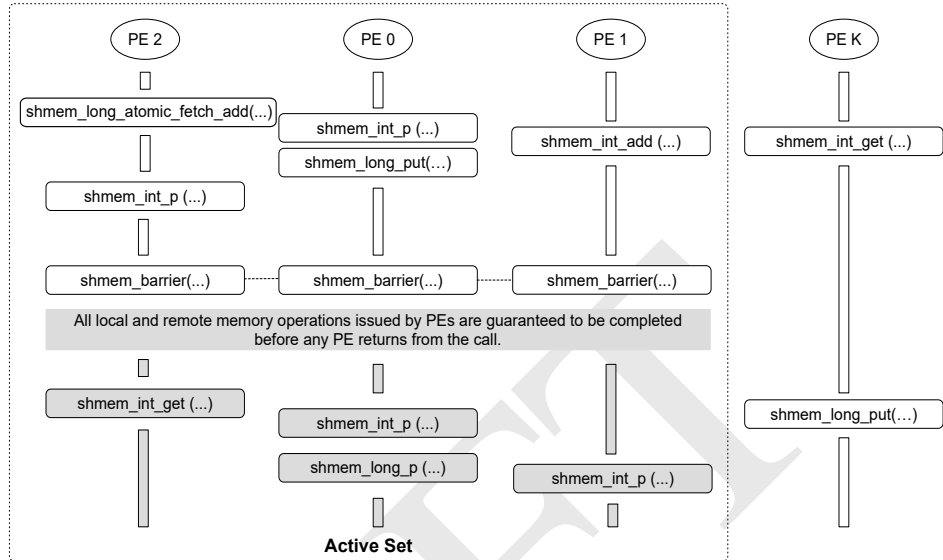 PE 2
PE 0
PE 1
PE K
shmem_long_atomic_fetch_add(...)
shmem_int_p (...)
shmem_int_add (...)
shmem_int_get (...)
shmem_long_put(...)
shmem_int_p (...)
shmem_barrier(...)
shmem_barrier(...)
shmem_barrier(...)
All local and remote memory operations issued by PEs are guaranteed to be completed
before any PE returns from the call.
shmem_int_get (...)
shmem_int_p (...)
shmem_long_put(...)
shmem_long_p (...)
shmem_int_p (...)
Active Set